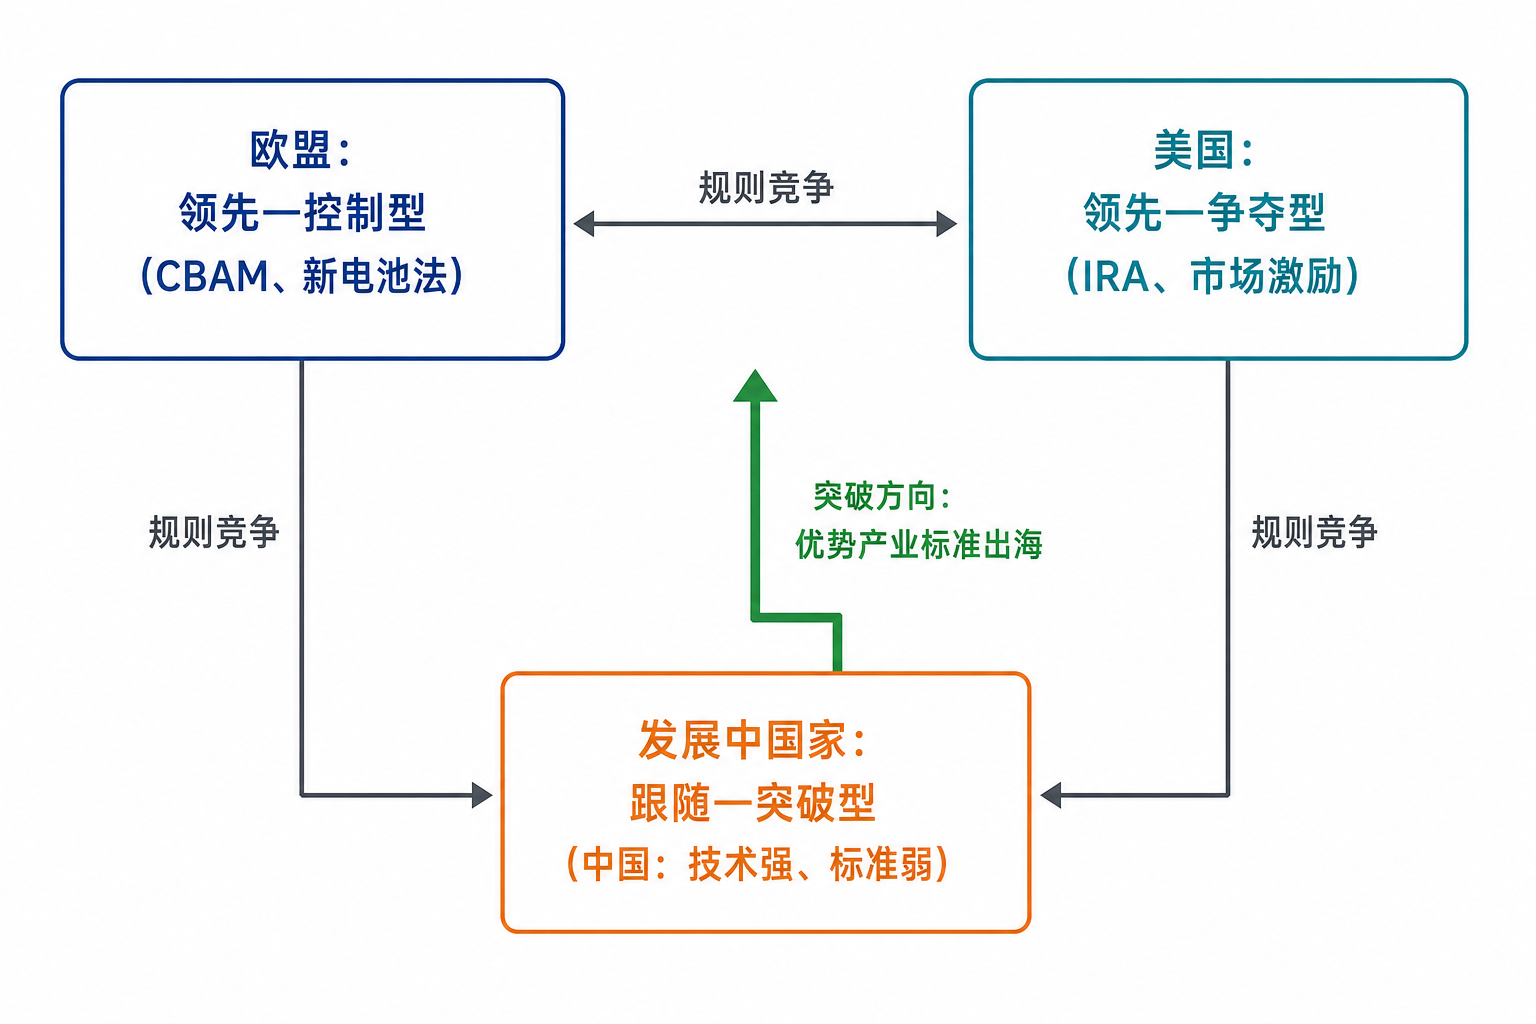 欧盟：
领先—控制型
（CBAM、新电池法）
规则竞争
美国：
领先—争夺型
（IRA、市场激励）
规则竞争
突破方向：
优势产业标准出海
规则竞争
发展中国家：
跟随—突破型
（中国：技术强、标准弱）